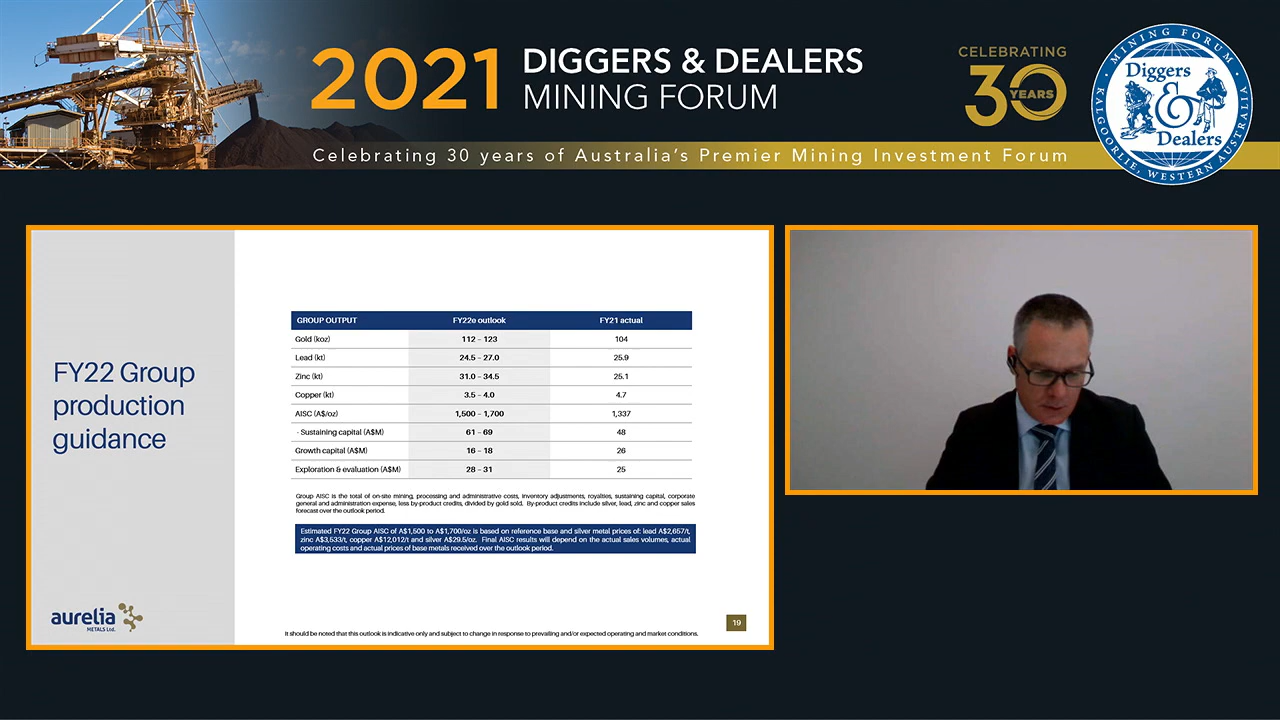 2021 DIGGERS & DEALERS
MINING FORUM
CELEBRATING
30 YEARS
Celebrating 30 years of Australia's Premier Mining Investment Forum
MINING FORUM
Diggers
&
Dealers
KALGOORLIE, WESTERN AUSTRALIA
FY22 Group
production
guidance
GROUP OUTPUT FY22e outlook FY21 actual
Gold (koz) 112 – 123 104
Lead (kt) 24.5 – 27.0 25.9
Zinc (kt) 31.0 – 34.5 25.1
Copper (kt) 3.5 – 4.0 4.7
AISC (A$/oz) 1,500 – 1,700 1,337
- Sustaining capital (A$M) 61 – 69 48
Growth capital (A$M) 16 – 18 26
Exploration & evaluation (A$M) 28 – 31 25
Group AISC is the total of on-site mining, processing and administrative costs, inventory adjustments, royalties, sustaining capital, corporate
general and administration expense, less by-product credits, divided by gold sold. By-product credits include silver, lead, zinc and copper sales
forecast over the outlook period.
Estimated FY22 Group AISC of A$1,500 to A$1,700/oz is based on reference base and silver metal prices of: lead A$2,657/t,
zinc A$3,533/t, copper A$12,012/t and silver A$29.5/oz. Final AISC results will depend on the actual sales volumes, actual
operating costs and actual prices of base metals received over the outlook period.
aurelia
METALS Ltd.
19
It should be noted that this outlook is indicative only and subject to change in response to prevailing and/or expected operating and market conditions.